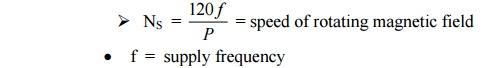 ➢ NS = 120f / P = speed of rotating magnetic field
• f = supply frequency